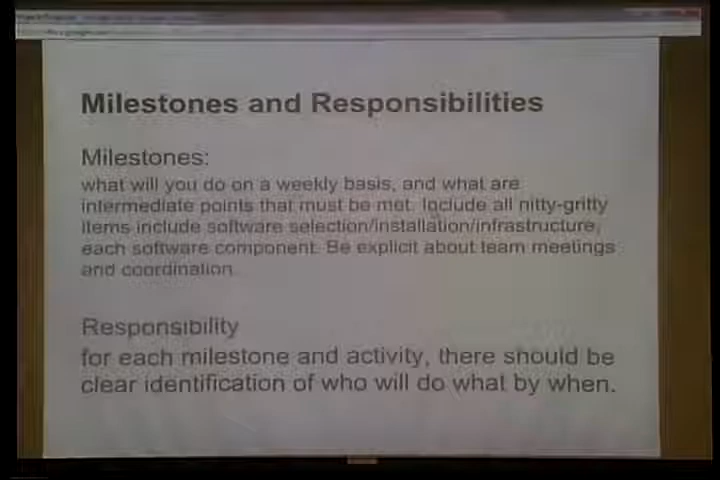 Milestones and Responsibilities
Milestones:
what will you do on a weekly basis, and what are
intermediate points that must be met. Include all nitty-gritty
items include software selection/installation/infrastructure,
each software component. Be explicit about team meetings
and coordination.
Responsibility
for each milestone and activity, there should be
clear identification of who will do what by when.